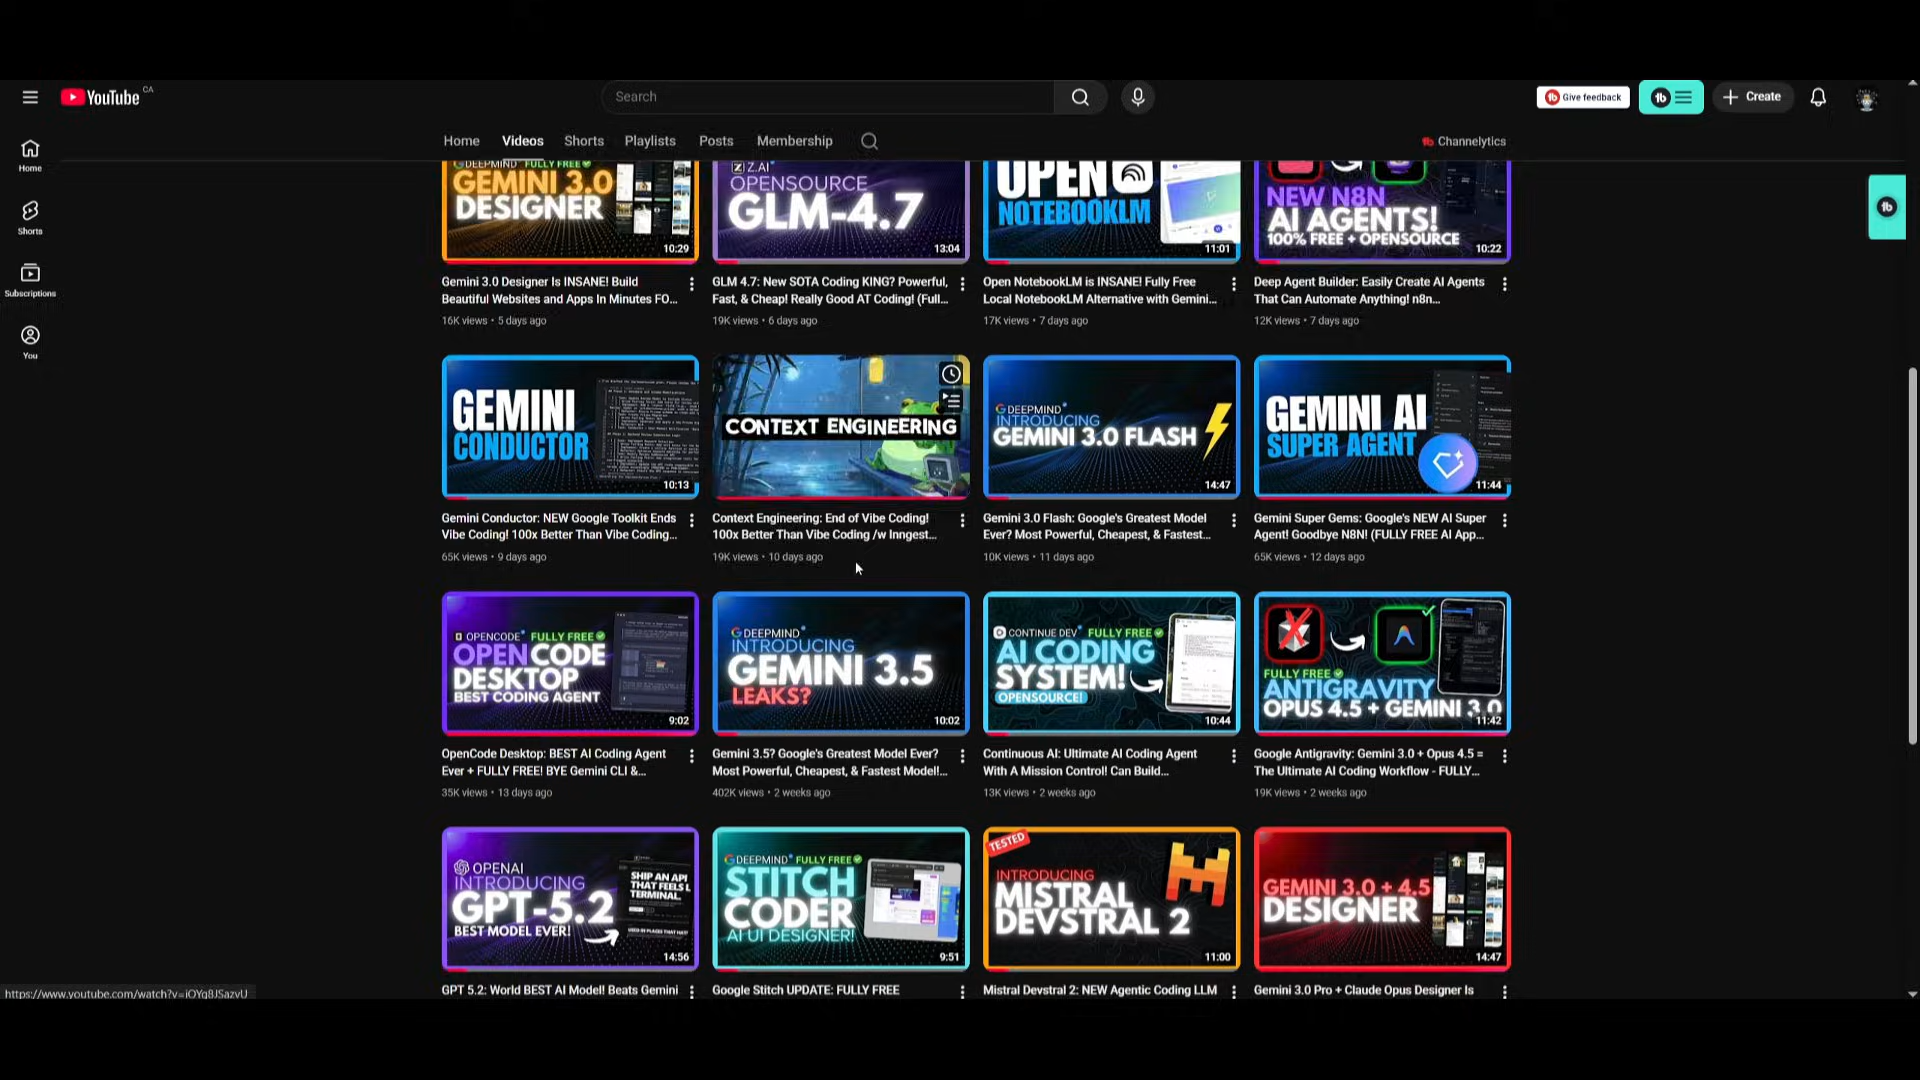 YouTube CA
Search
Give feedback
Create
Home
Videos
Shorts
Playlists
Posts
Membership
Channelytics
Home
Shorts
Subscriptions
You
DEEPMIND FULLY FREE
GEMINI 3.0
DESIGNER
10:29
Z.AI
OPENSOURCE
GLM-4.7
13:04
OPEN
NOTEBOOKLM
11:01
NEW N8N
AI AGENTS!
100% FREE + OPENSOURCE
10:22
Gemini 3.0 Designer Is INSANE! Build
Beautiful Websites and Apps In Minutes FO...
16K views • 5 days ago
GLM 4.7: New SOTA Coding KING? Powerful,
Fast, & Cheap! Really Good AT Coding! (Full...
19K views • 6 days ago
Open NotebookLM is INSANE! Fully Free
Local NotebookLM Alternative with Gemini...
17K views • 7 days ago
Deep Agent Builder: Easily Create AI Agents
That Can Automate Anything! n8n...
12K views • 7 days ago
GEMINI
CONDUCTOR
10:13
CONTEXT ENGINEERING
DEEPMIND
INTRODUCING
GEMINI 3.0 FLASH
14:47
GEMINI AI
SUPER AGENT
11:44
Gemini Conductor: NEW Google Toolkit Ends
Vibe Coding! 100x Better Than Vibe Coding...
65K views • 9 days ago
Context Engineering: End of Vibe Coding!
100x Better Than Vibe Coding /w Inngest...
19K views • 10 days ago
Gemini 3.0 Flash: Google's Greatest Model
Ever? Most Powerful, Cheapest, & Fastest...
10K views • 11 days ago
Gemini Super Gems: Google's NEW AI Super
Agent! Goodbye N8N! (FULLY FREE AI App...
65K views • 12 days ago
OPENCODE FULLY FREE
OPENCODE
DESKTOP
BEST CODING AGENT
9:02
DEEPMIND
INTRODUCING
GEMINI 3.5
LEAKS?
10:02
CONTINUE DEV FULLY FREE
AI CODING
SYSTEM!
OPENSOURCE!
10:44
FULLY FREE
ANTIGRAVITY
OPUS 4.5 + GEMINI 3.0
11:42
OpenCode Desktop: BEST AI Coding Agent
Ever + FULLY FREE! BYE Gemini CLI &...
35K views • 13 days ago
Gemini 3.5? Google's Greatest Model Ever?
Most Powerful, Cheapest, & Fastest Model!...
402K views • 2 weeks ago
Continuous AI: Ultimate AI Coding Agent
With A Mission Control! Can Build...
13K views • 2 weeks ago
Google Antigravity: Gemini 3.0 + Opus 4.5 =
The Ultimate AI Coding Workflow - FULLY...
19K views • 2 weeks ago
OPENAI
INTRODUCING
GPT-5.2
BEST MODEL EVER!
SHIP AN API
THAT FEELS L
TERMINAL.
14:56
DEEPMIND FULLY FREE
STITCH
CODER
AI UI DESIGNER!
9:51
TESTED
INTRODUCING
MISTRAL
DEVSTRAL 2
11:00
GEMINI 3.0 + 4.5
DESIGNER
14:47
GPT 5.2: World BEST AI Model! Beats Gemini
Google Stitch UPDATE: FULLY FREE
Mistral Devstral 2: NEW Agentic Coding LLM
Gemini 3.0 Pro + Claude Opus Designer Is
https://www.youtube.com/watch?v=jOYg8JSazvU